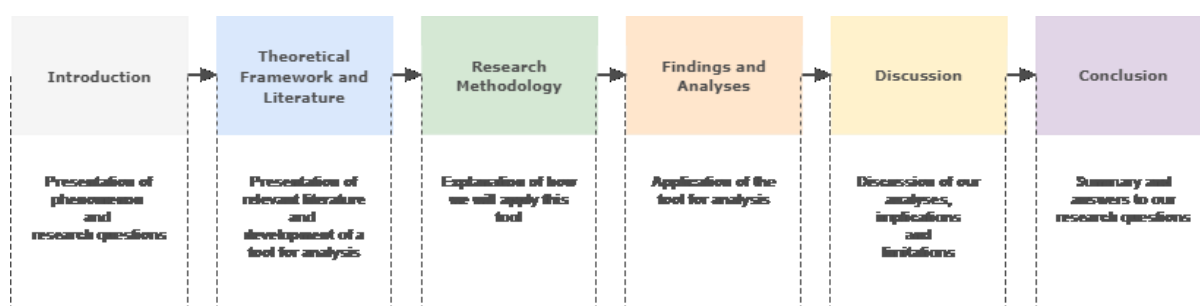 Introduction
Theoretical
Framework and
Literature
Research
Methodology
Findings and
Analyses
Discussion
Conclusion
Presentation of
phenomenon
and
research questions
Presentation of
relevant literature
and
development of a
tool for analysis
Explanation of how
we will apply this
tool
Application of the
tool for analysis
Discussion of our
analyses,
implications
and
limitations
Summary and
answers to our
research questions